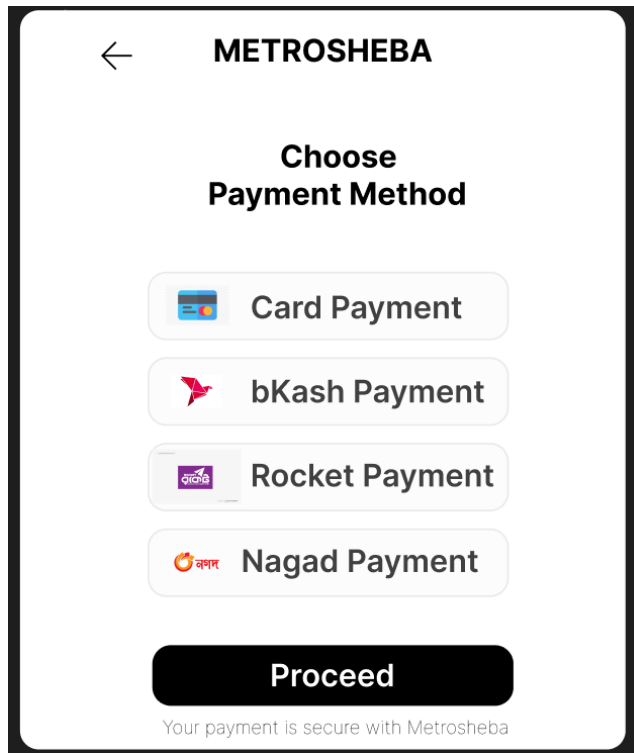 METROSHEBA
Choose
Payment Method
Card Payment
bKash Payment
Rocket Payment
নগদ Nagad Payment
Proceed
Your payment is secure with Metrosheba